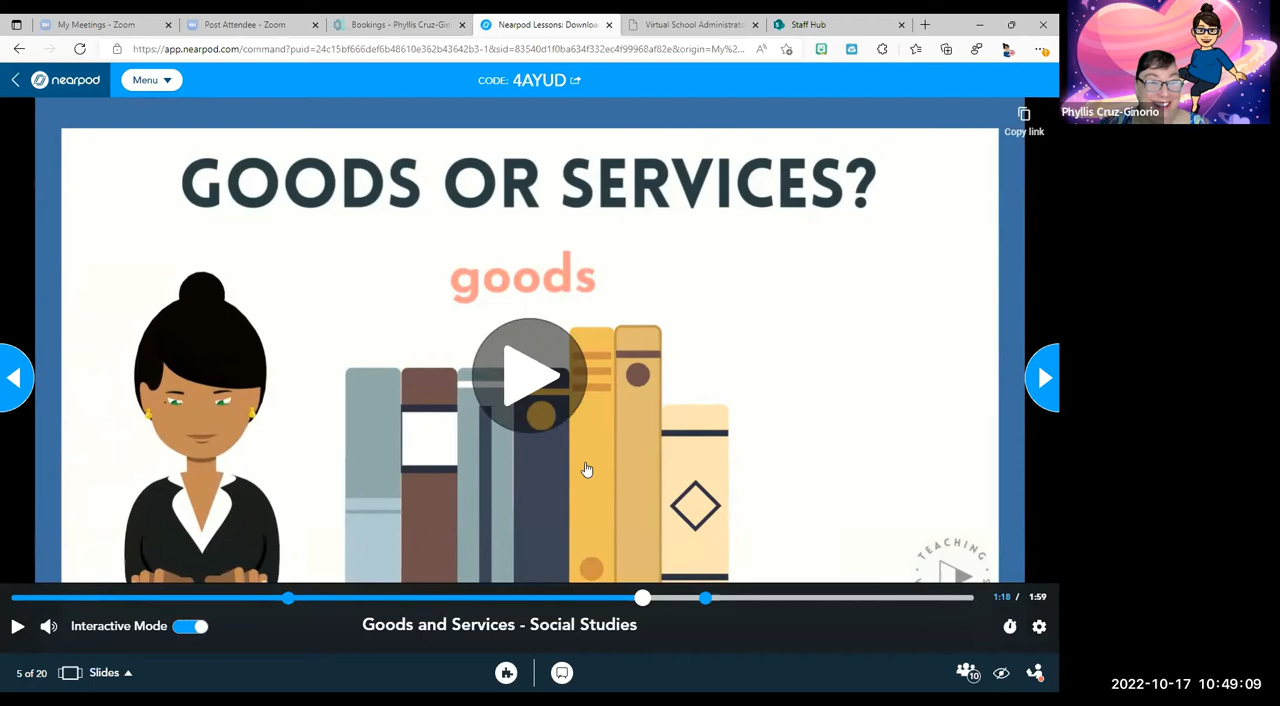 My Meetings - Zoom
Post Attendee - Zoom
Bookings - Phyllis Cruz-Gin
Nearpod Lessons: Downloa
Virtual School Administrat
Staff Hub
https://app.nearpod.com/command?puid=24c15bf666def6b48610e362b43642b3-1&sid=83540d1f0ba634f332ec4f99968af82e&origin=My%2...
nearpod
Menu
CODE: 4AYUD
Phyllis Cruz-Ginorio
Copy link
GOODS OR SERVICES?
goods
TEACHING
1:18 / 1:59
Interactive Mode
Goods and Services - Social Studies
5 of 20
Slides
10
2022-10-17 10:49:09